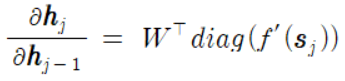 ∂h_j / ∂h_{j−1} = W^⊤ diag(f′(s_j))